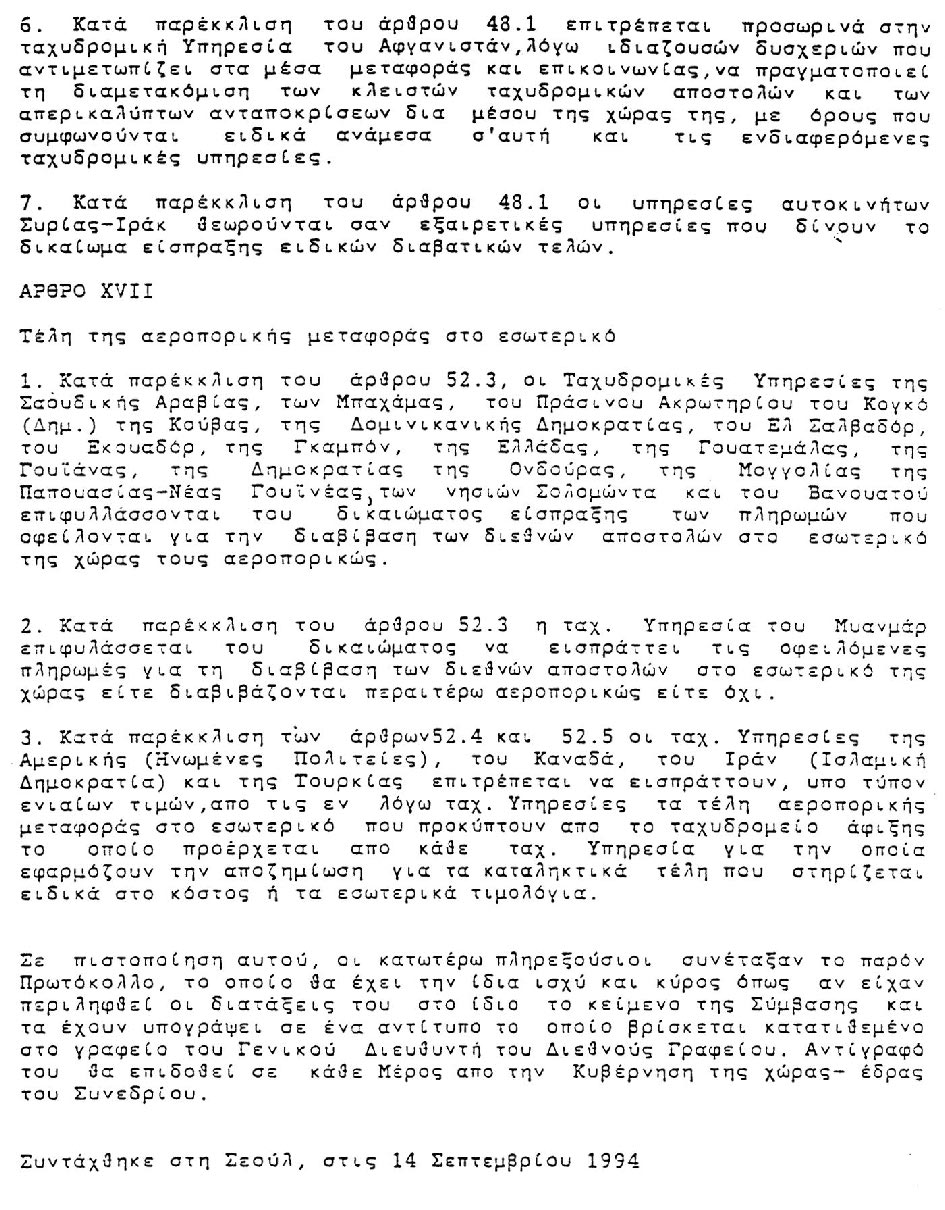 6. Κατά παρέκκλιση του άρθρου 48.1 επιτρέπεται προσωρινά στην
ταχυδρομική Υπηρεσία του Αφγανιστάν,λόγω ιδιαζουσών δυσχεριών που
αντιμετωπίζει στα μέσα μεταφοράς και επικοινωνίας,να πραγματοποιεί
τη διαμετακόμιση των κλειστών ταχυδρομικών αποστολών και των
απερικαλύπτων ανταποκρίσεων δια μέσου της χώρας της, με όρους που
συμφωνούνται ειδικά ανάμεσα σ'αυτή και τις ενδιαφερόμενες
ταχυδρομικές υπηρεσίες.
7. Κατά παρέκκλιση του άρθρου 48.1 οι υπηρεσίες αυτοκινήτων
Συρίας-Ιράκ θεωρούνται σαν εξαιρετικές υπηρεσίες που δίνουν το
δικαίωμα είσπραξης ειδικών διαβατικών τελών.
ΑΡΘΡΟ XVII
Τέλη της αεροπορικής μεταφοράς στο εσωτερικό
1. Κατά παρέκκλιση του άρθρου 52.3, οι Ταχυδρομικές Υπηρεσίες της
Σαουδικής Αραβίας, των Μπαχάμας, του Πράσινου Ακρωτηρίου του Κογκό
(Δημ.) της Κούβας, της Δομινικανικής Δημοκρατίας, του Ελ Σαλβαδόρ,
του Εκουαδόρ, της Γκαμπόν, της Ελλάδας, της Γουατεμάλας, της
Γουϊάνας, της Δημοκρατίας της Ονδούρας, της Μογγολίας της
Παπουασίας-Νέας Γουϊνέας,των νησιών Σολομώντα και του Βανουατού
επιφυλλάσσονται του δικαιώματος είσπραξης των πληρωμών που
οφείλονται για την διαβίβαση των διεθνών αποστολών στο εσωτερικό
της χώρας τους αεροπορικώς.
2. Κατά παρέκκλιση του άρθρου 52.3 η ταχ. Υπηρεσία του Μυανμάρ
επιφυλάσσεται του δικαιώματος να εισπράττει τις οφειλόμενες
πληρωμές για τη διαβίβαση των διεθνών αποστολών στο εσωτερικό της
χώρας είτε διαβιβάζονται περαιτέρω αεροπορικώς είτε όχι.
3. Κατά παρέκκλιση των άρθρων52.4 και 52.5 οι ταχ. Υπηρεσίες της
Αμερικής (Ηνωμένες Πολιτείες), του Καναδά, του Ιράν (Ισλαμική
Δημοκρατία) και της Τουρκίας επιτρέπεται να εισπράττουν, υπο τύπον
ενιαίων τιμών,απο τις εν λόγω ταχ. Υπηρεσίες τα τέλη αεροπορικής
μεταφοράς στο εσωτερικό που προκύπτουν απο το ταχυδρομείο άφιξης
το οποίο προέρχεται απο κάθε ταχ. Υπηρεσία για την οποία
εφαρμόζουν την αποζημίωση για τα καταληκτικά τέλη που στηρίζεται
ειδικά στο κόστος ή τα εσωτερικά τιμολόγια.
Σε πιστοποίηση αυτού, οι κατωτέρω πληρεξούσιοι συνέταξαν το παρόν
Πρωτόκολλο, το οποίο θα έχει την ίδια ισχύ και κύρος όπως αν είχαν
περιληφθεί οι διατάξεις του στο ίδιο το κείμενο της Σύμβασης και
τα έχουν υπογράψει σε ένα αντίτυπο το οποίο βρίσκεται κατατιθεμένο
στο γραφείο του Γενικού Διευθυντή του Διεθνούς Γραφείου. Αντίγραφό
του θα επιδοθεί σε κάθε Μέρος απο την Κυβέρνηση της χώρας- έδρας
του Συνεδρίου.
Συντάχθηκε στη Σεούλ, στις 14 Σεπτεμβρίου 1994